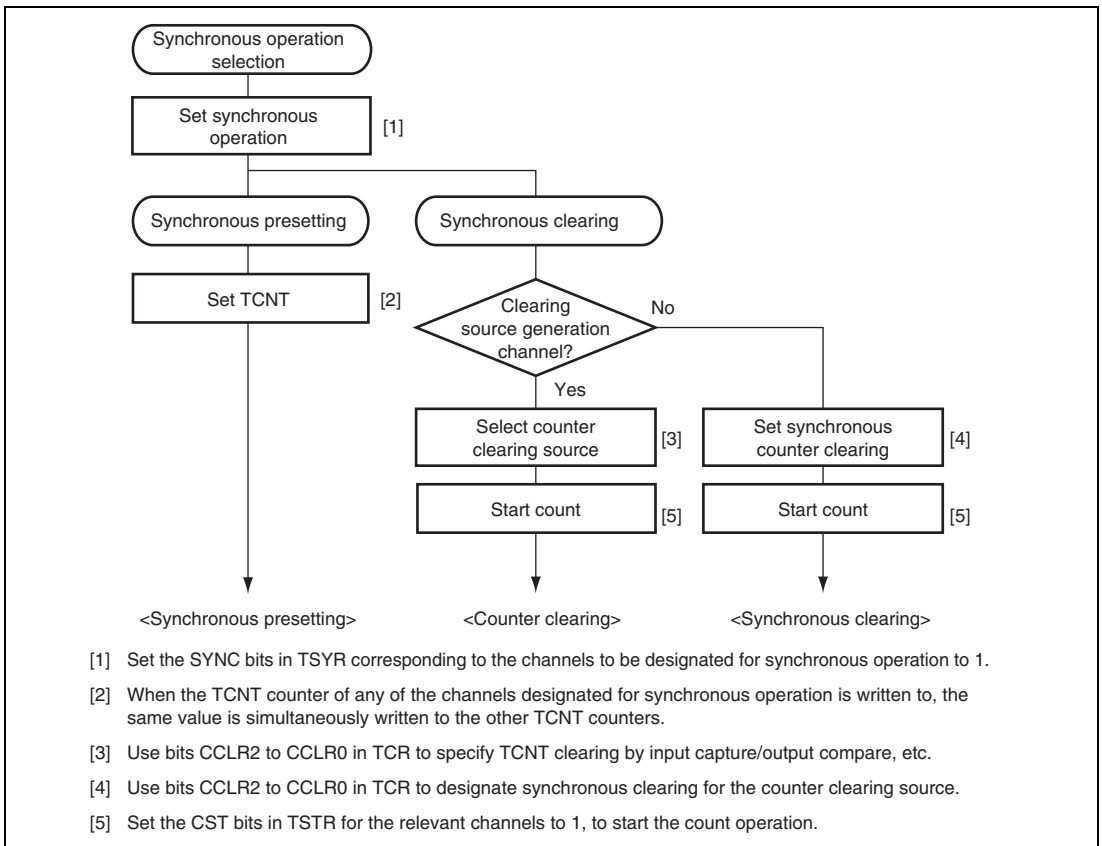 Synchronous operation
selection
Set synchronous
operation
[1]
Synchronous presetting
Synchronous clearing
Set TCNT
[2]
Clearing
source generation
channel?
No
Yes
Select counter
clearing source
[3]
Set synchronous
counter clearing
[4]
Start count
[5]
Start count
[5]
<Synchronous presetting>
<Counter clearing>
<Synchronous clearing>
[1] Set the SYNC bits in TSYR corresponding to the channels to be designated for synchronous operation to 1.
[2] When the TCNT counter of any of the channels designated for synchronous operation is written to, the
same value is simultaneously written to the other TCNT counters.
[3] Use bits CCLR2 to CCLR0 in TCR to specify TCNT clearing by input capture/output compare, etc.
[4] Use bits CCLR2 to CCLR0 in TCR to designate synchronous clearing for the counter clearing source.
[5] Set the CST bits in TSTR for the relevant channels to 1, to start the count operation.